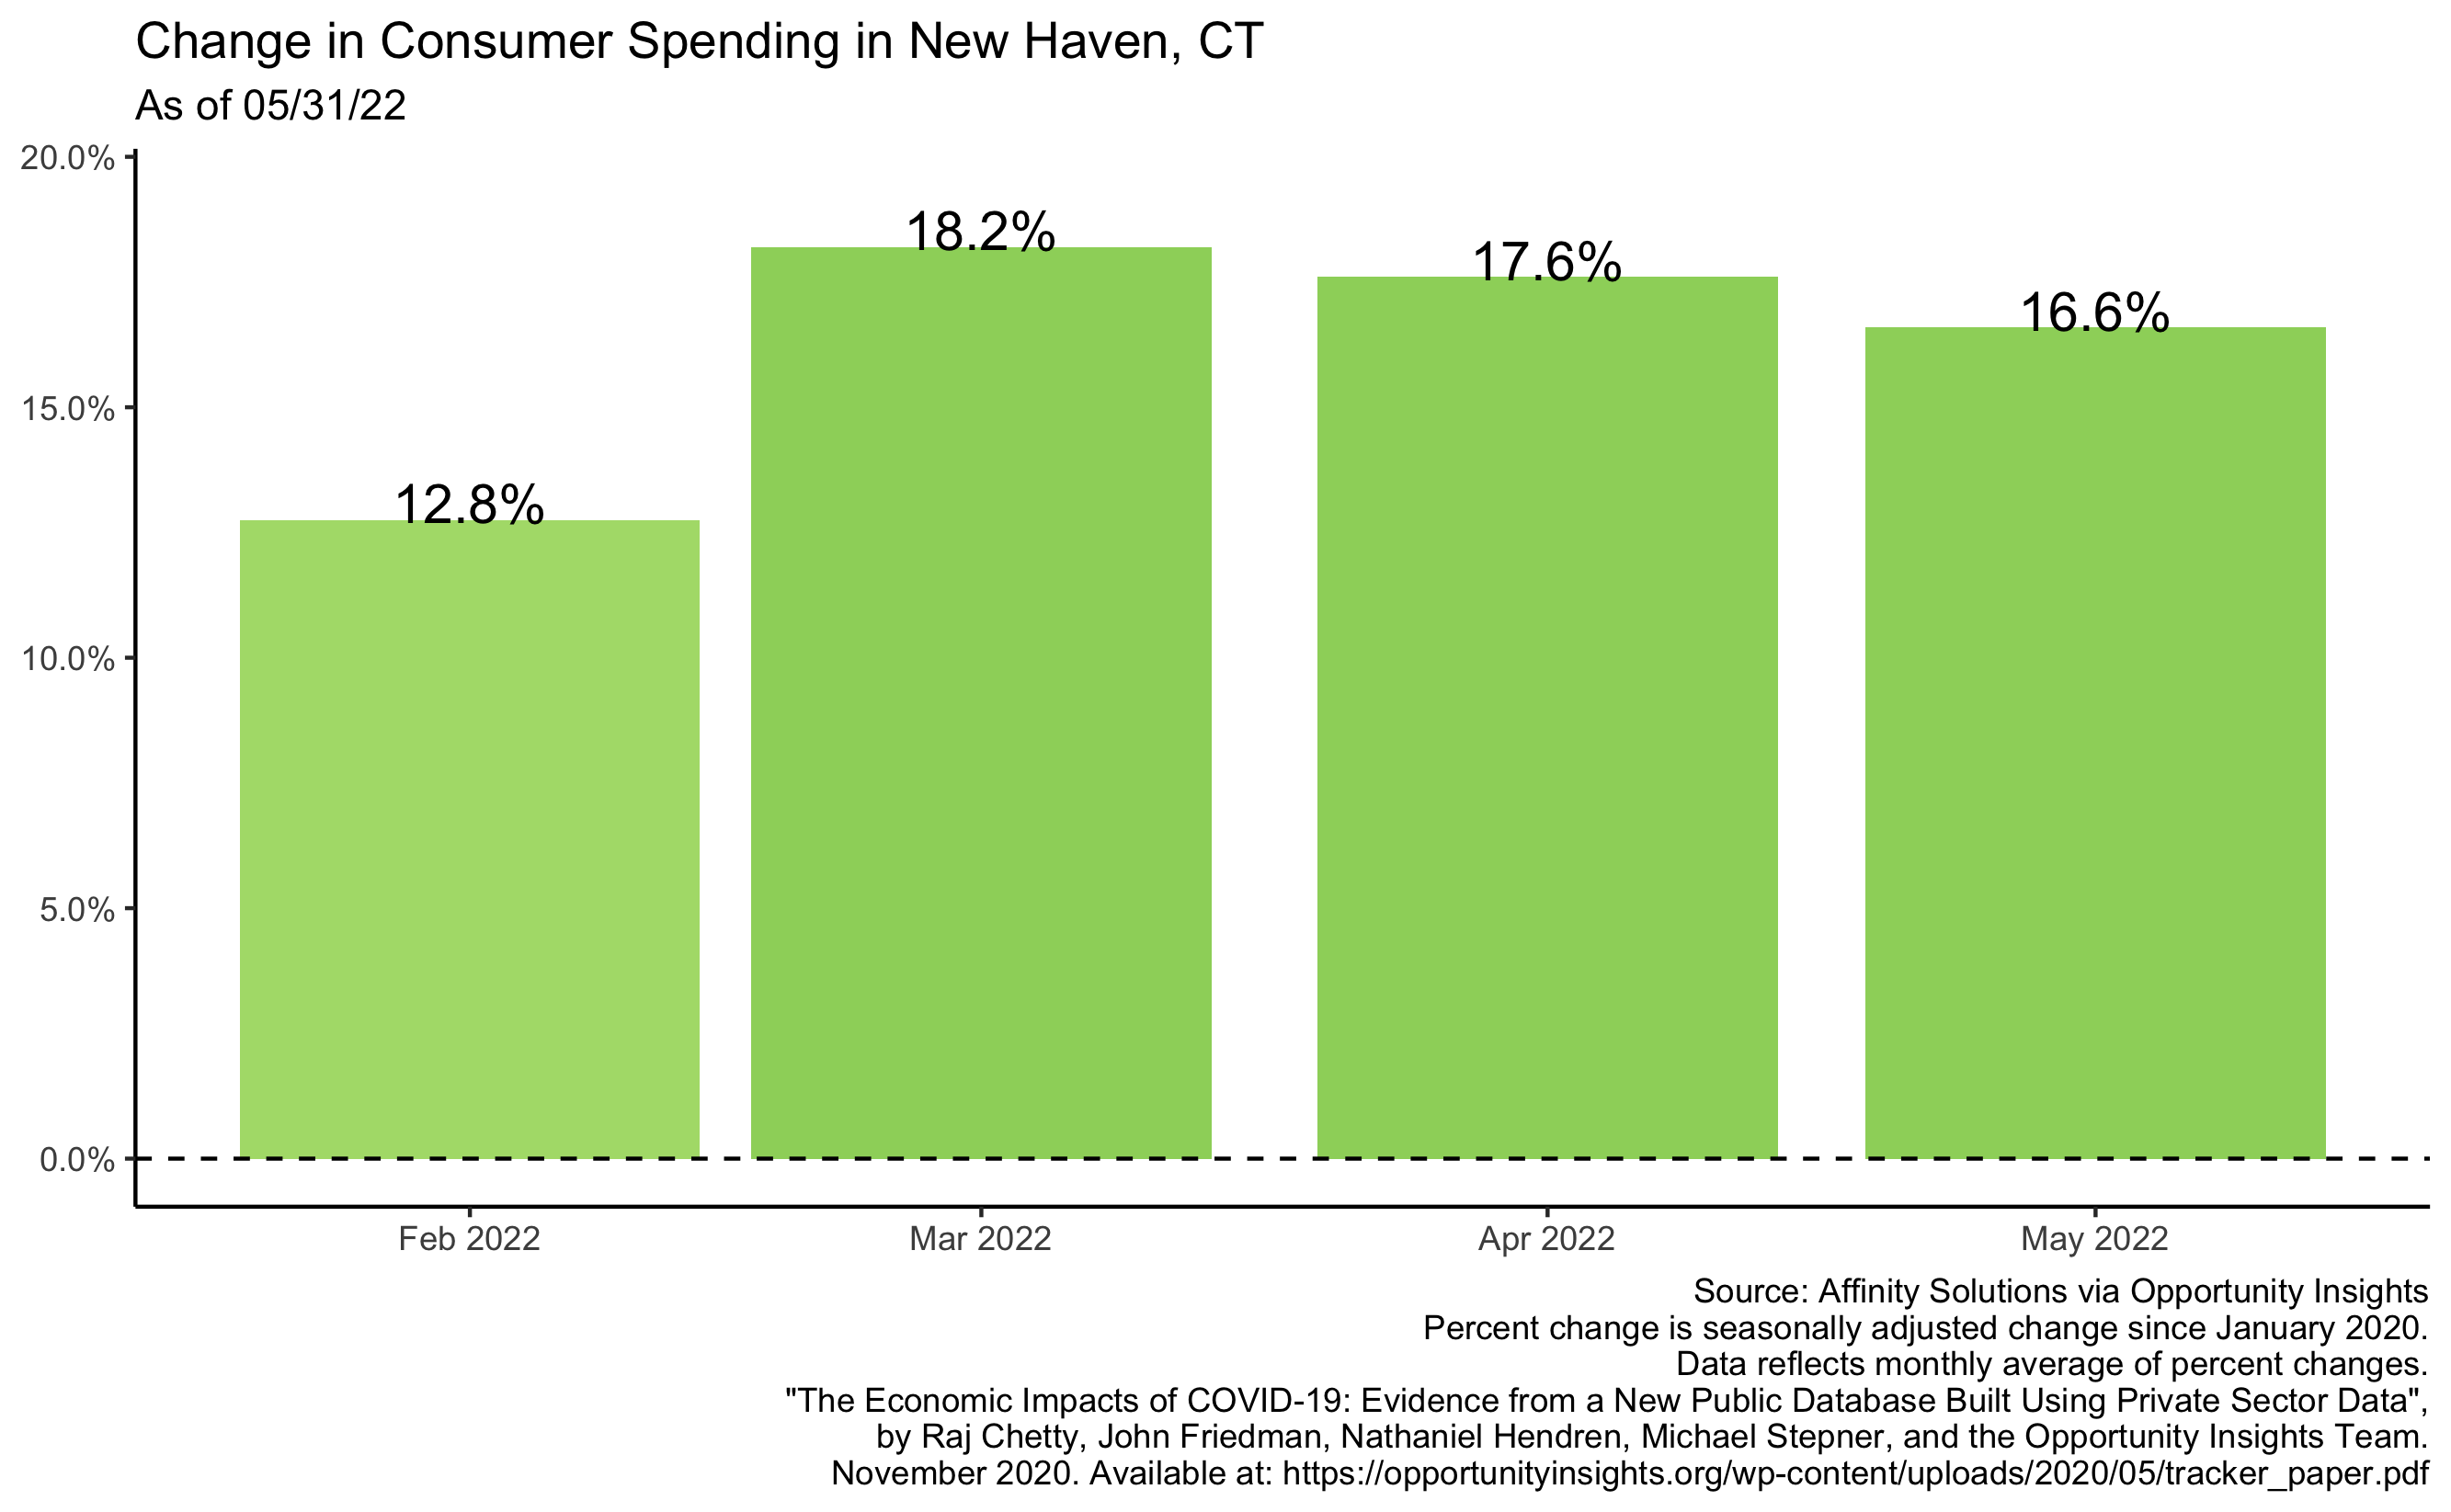 Change in Consumer Spending in New Haven, CT
As of 05/31/22
20.0%
15.0%
10.0%
5.0%
0.0%
12.8%
18.2%
17.6%
16.6%
Feb 2022
Mar 2022
Apr 2022
May 2022
Source: Affinity Solutions via Opportunity Insights
Percent change is seasonally adjusted change since January 2020.
Data reflects monthly average of percent changes.
"The Economic Impacts of COVID-19: Evidence from a New Public Database Built Using Private Sector Data",
by Raj Chetty, John Friedman, Nathaniel Hendren, Michael Stepner, and the Opportunity Insights Team.
November 2020. Available at: https://opportunityinsights.org/wp-content/uploads/2020/05/tracker_paper.pdf